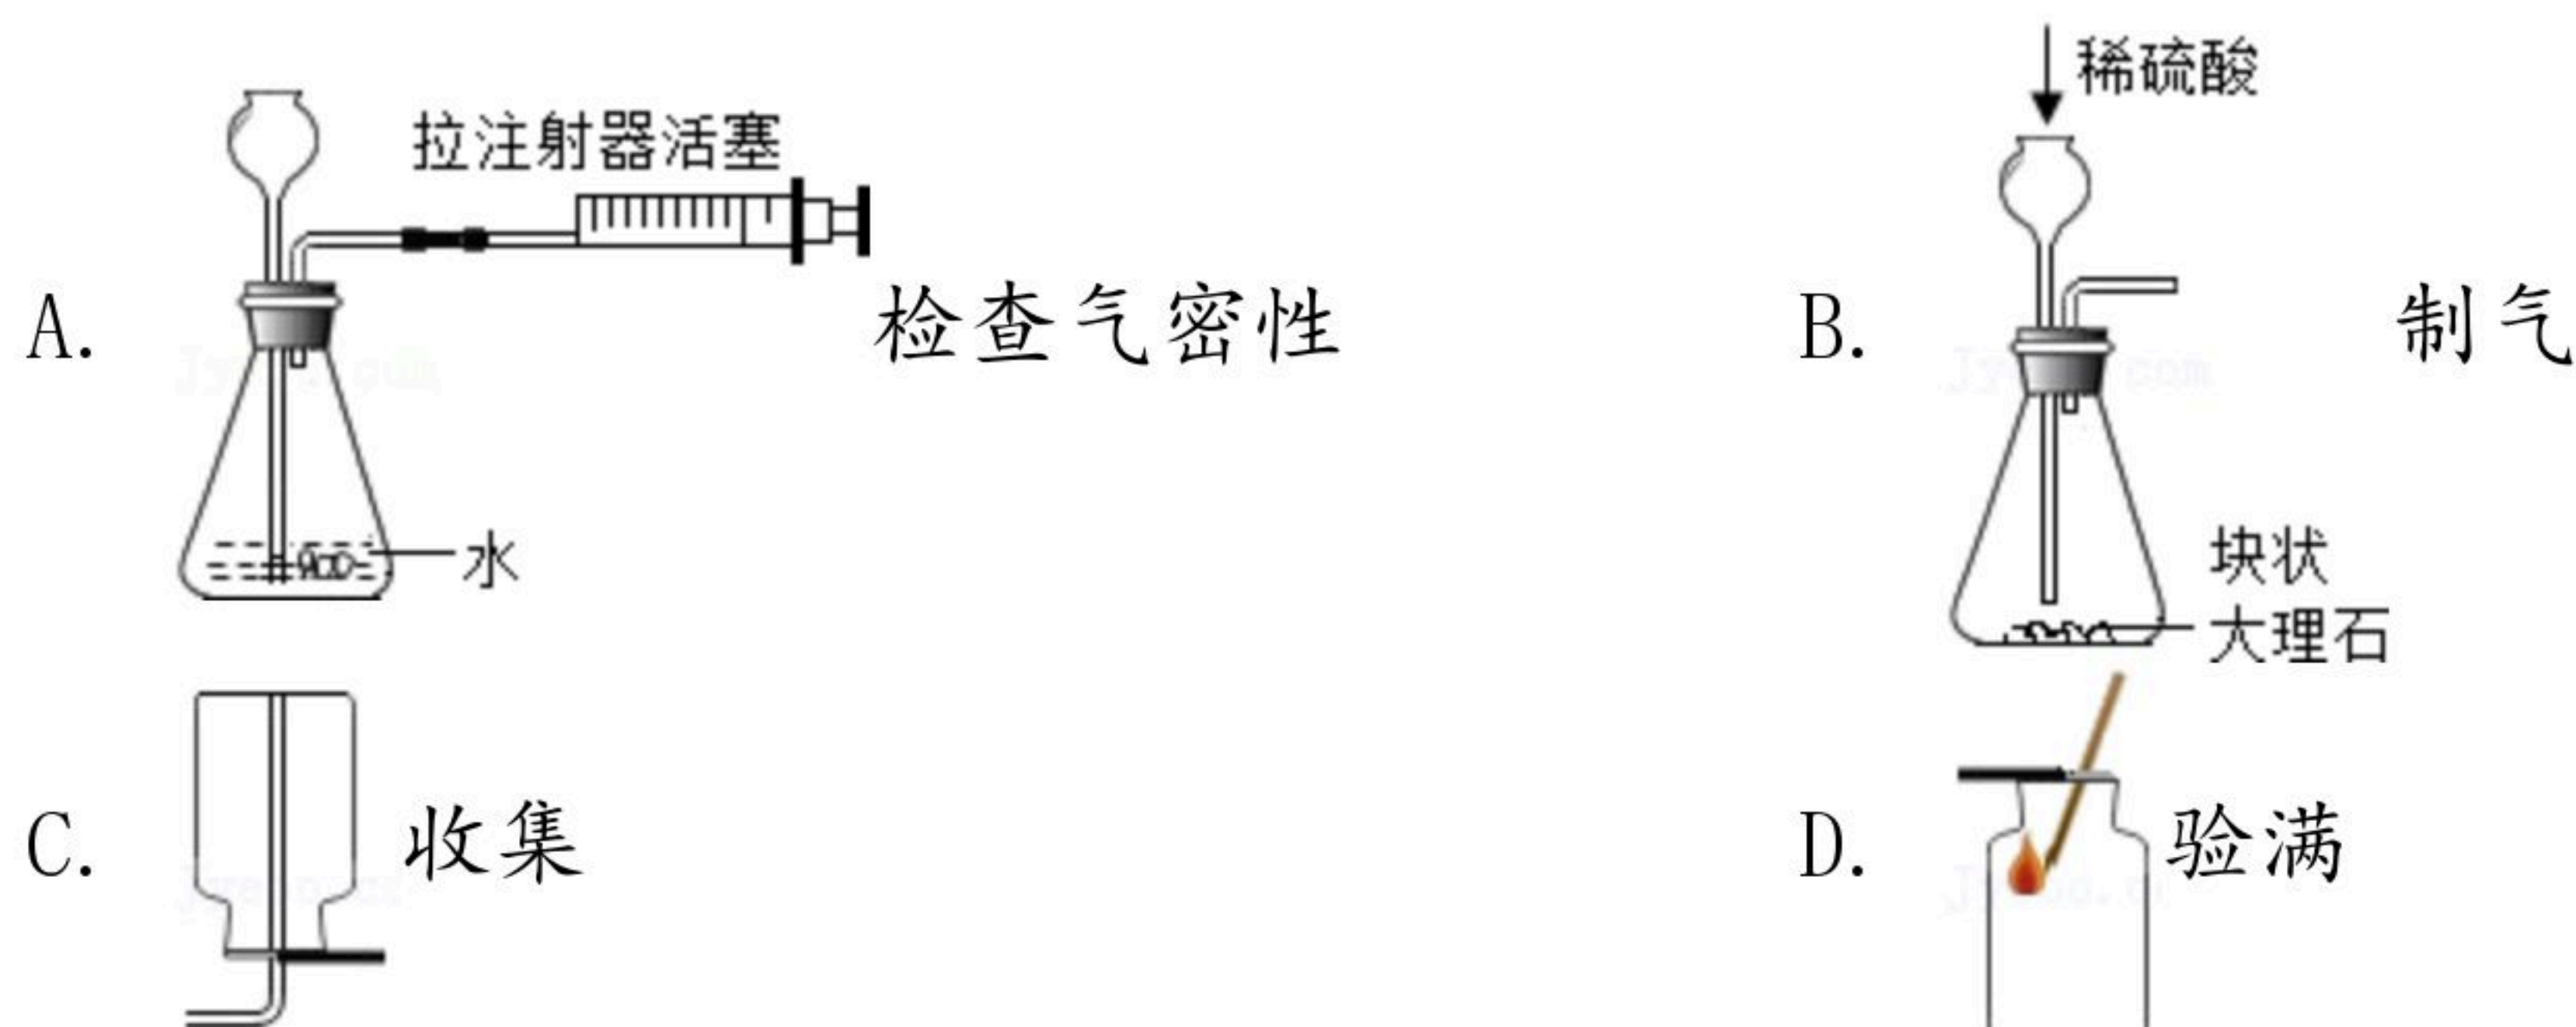 A. 拉注射器活塞 水 检查气密性
B. 稀硫酸 块状大理石 制气
C. 收集
D. 验满